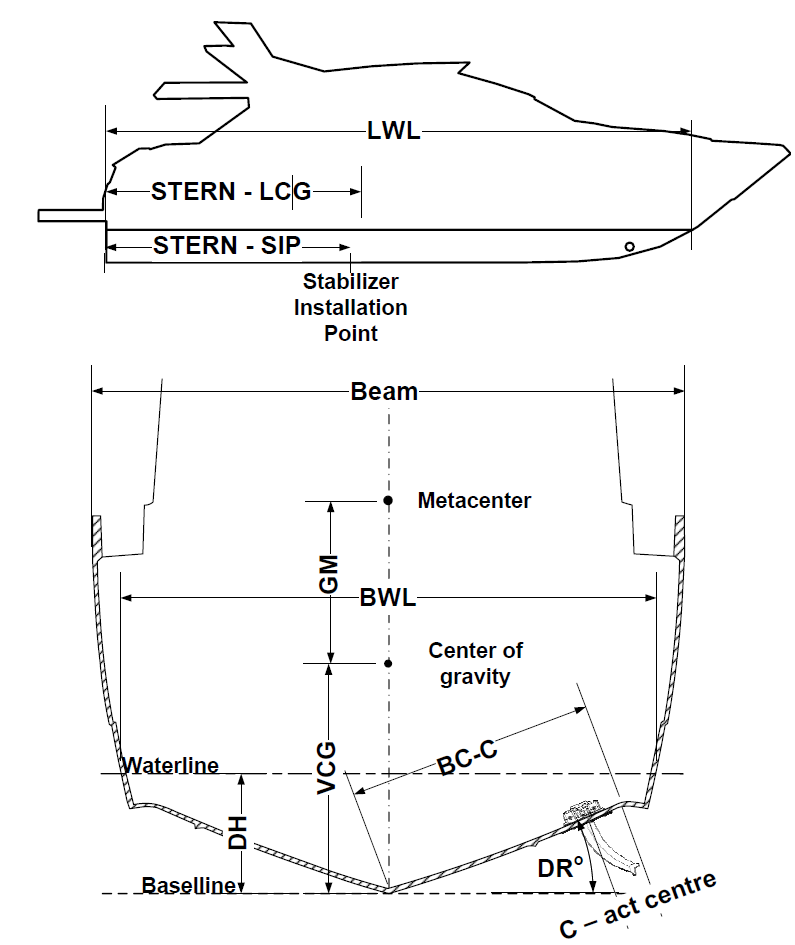 LWL
STERN - LCG
STERN - SIP
Stabilizer
Installation
Point
Beam
Metacenter
GM
BWL
Center of
gravity
BC-C
VCG
Waterline
DH
DR°
Baselline
C – act centre